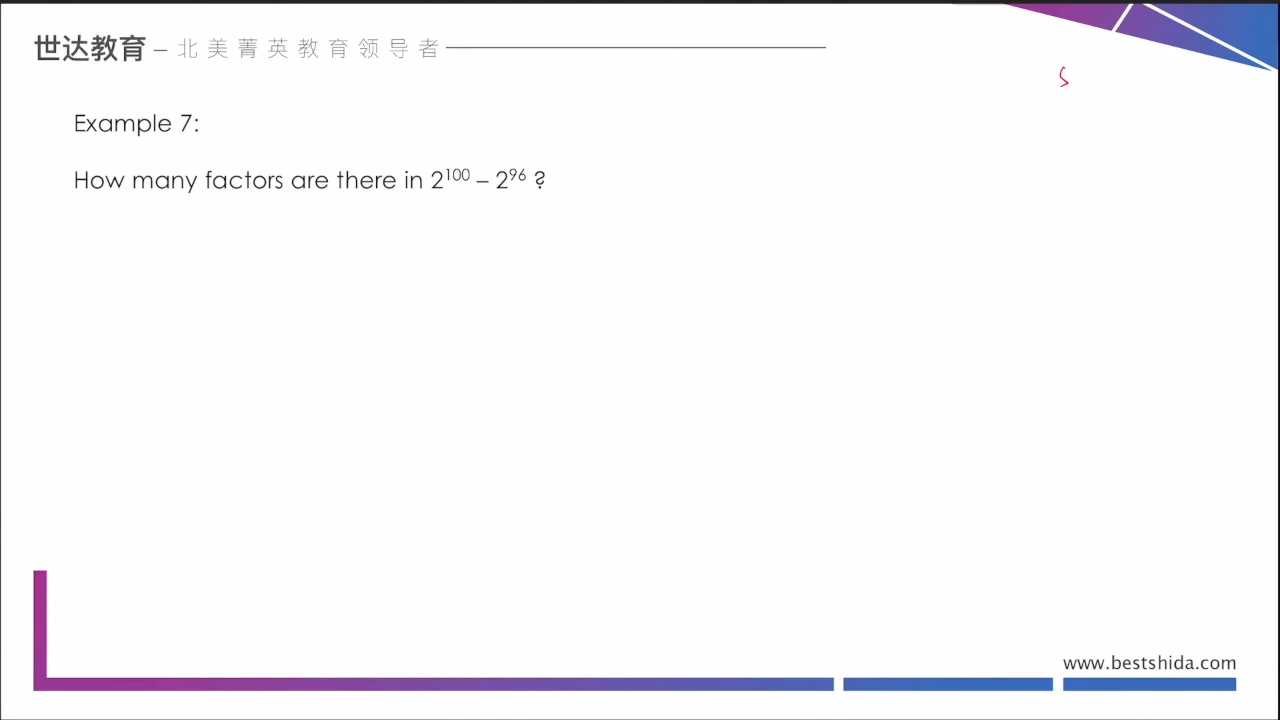 世达教育 – 北美菁英教育领导者
Example 7:
How many factors are there in 2¹⁰⁰ – 2⁹⁶ ?
www.bestshida.com